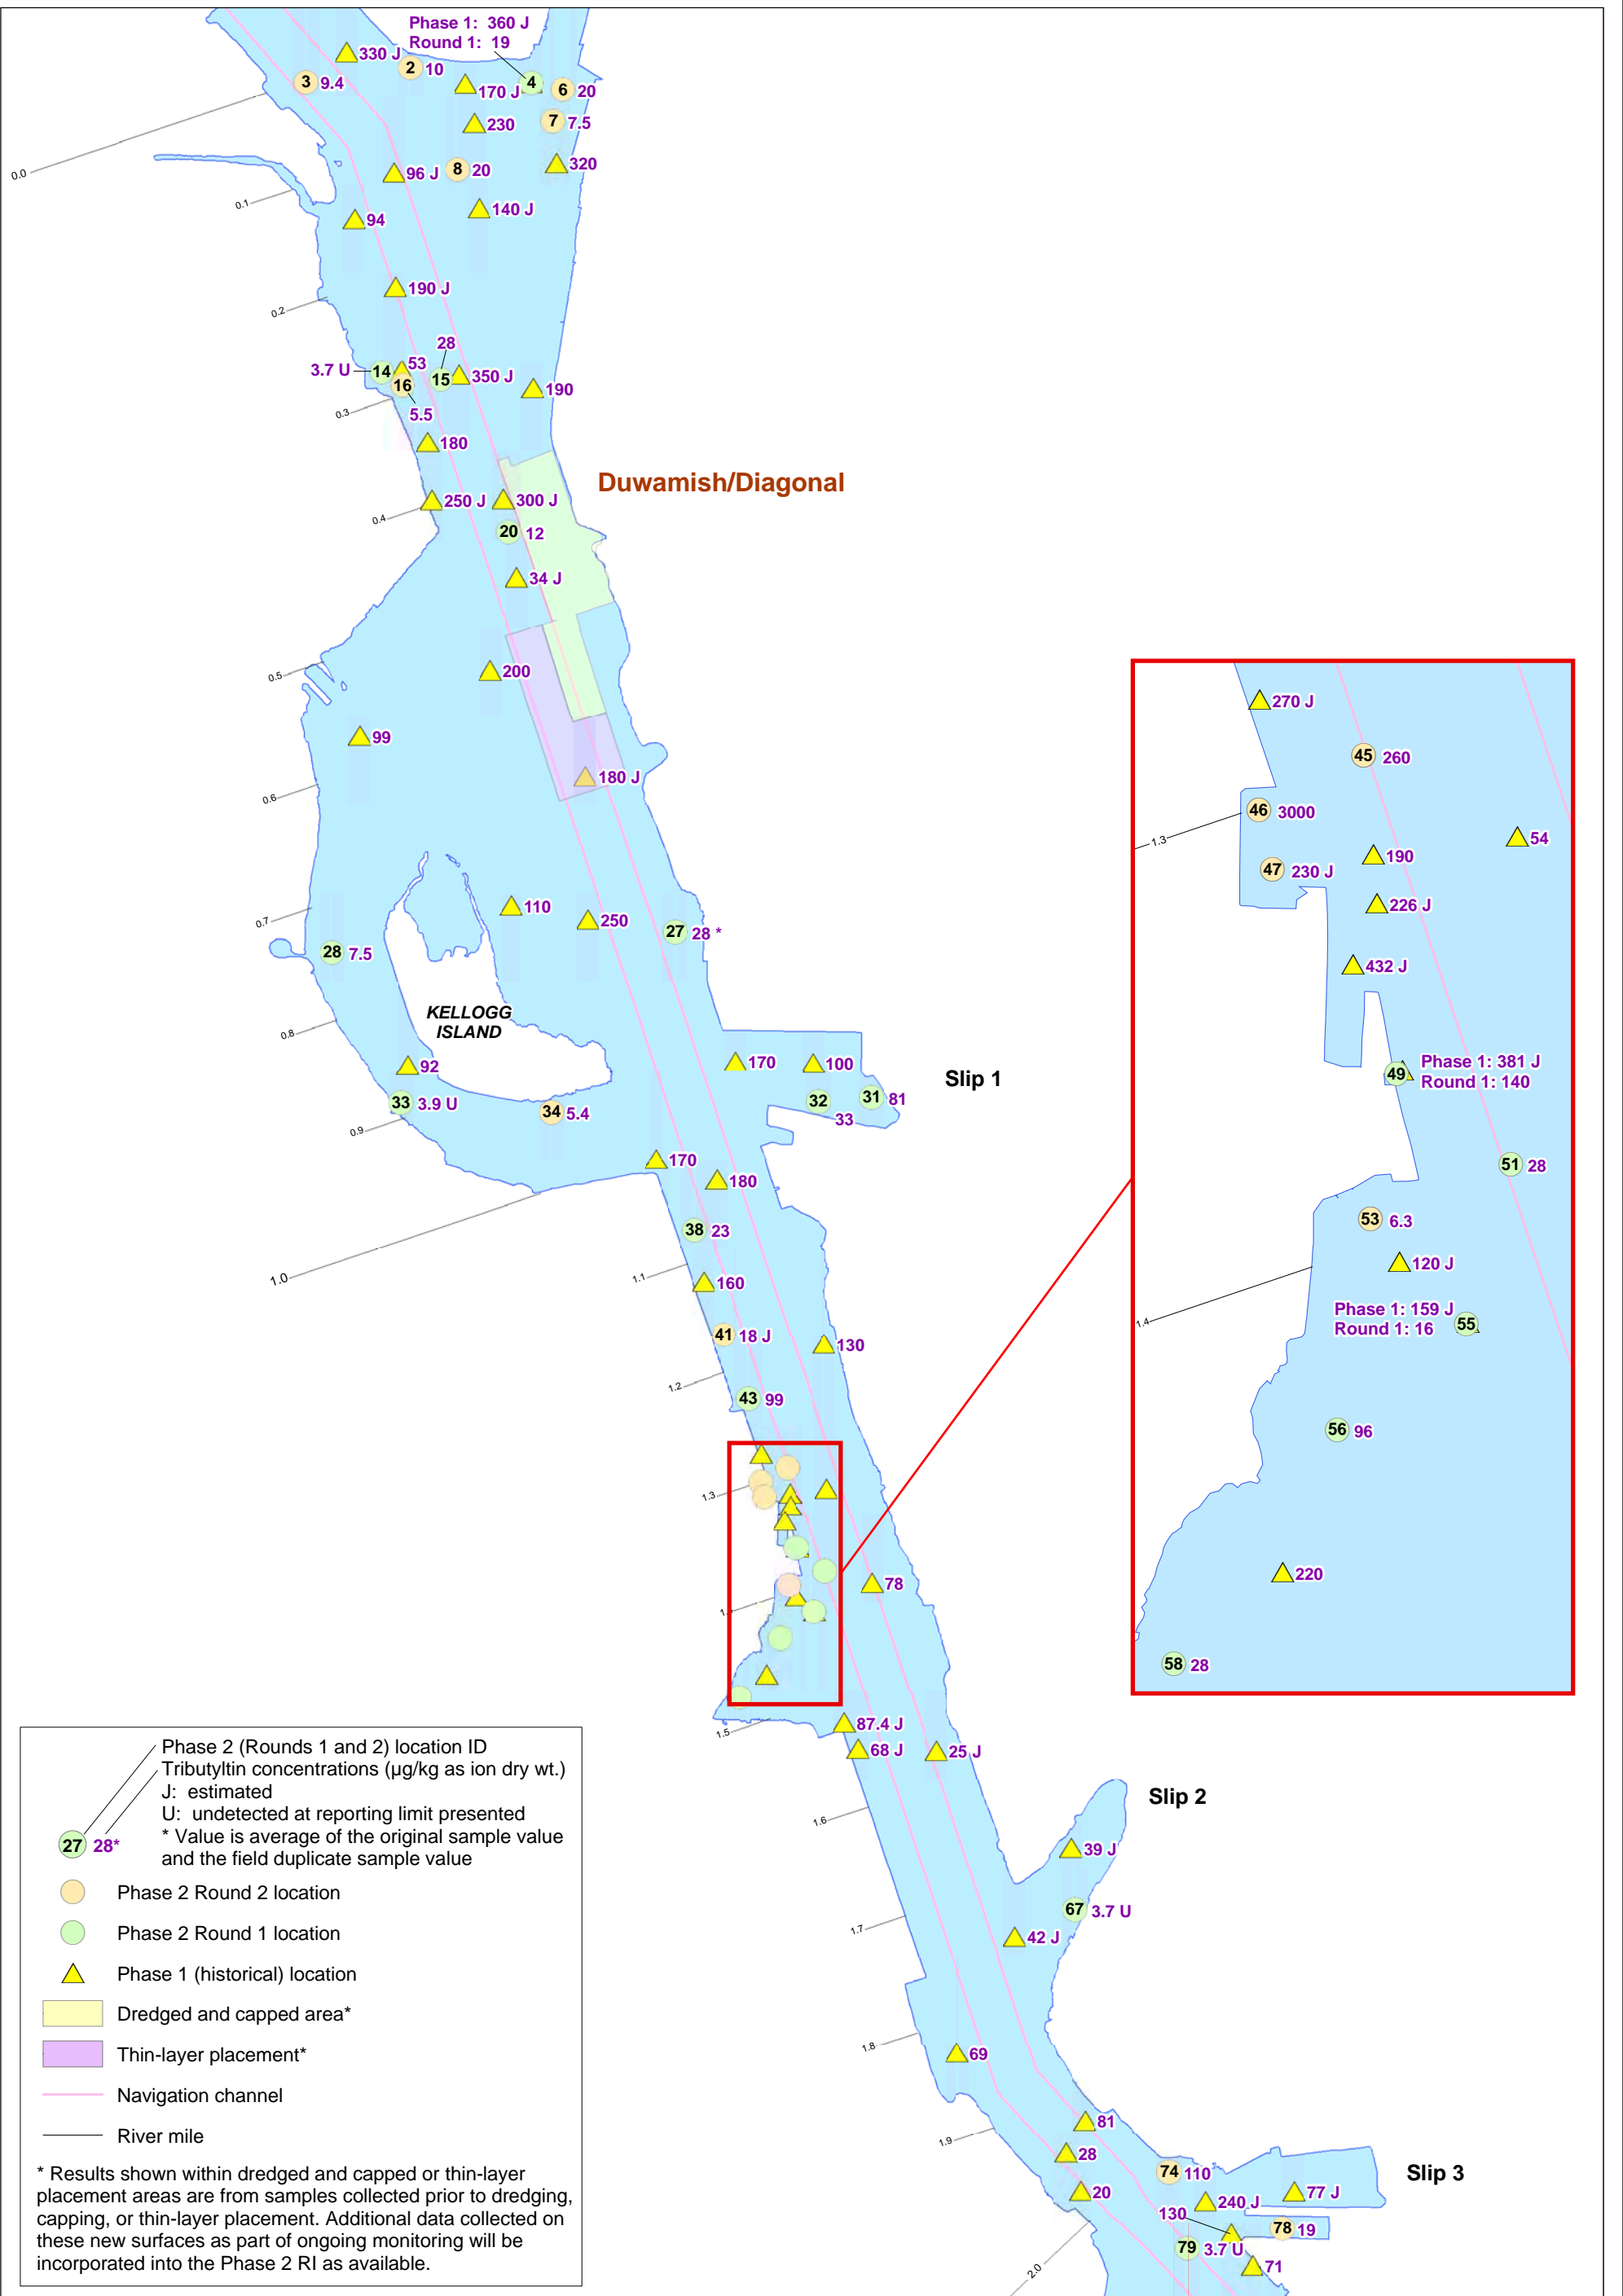 Phase 1: 360 J
Round 1: 19
330 J
2 10
3 9.4
170 J
4
6 20
230
7 7.5
0.0
96 J
8 20
320
0.1
94
140 J
190 J
0.2
28
3.7 U 14
53
16
15
350 J
190
0.3
5.5
180
Duwamish/Diagonal
250 J
300 J
0.4
20 12
34 J
0.5
200
99
180 J
0.6
110
250
0.7
27 28 *
28 7.5
KELLOGG
ISLAND
0.8
92
170
100
Slip 1
33 3.9 U
34 5.4
32
33
31 81
0.9
170
180
38 23
1.0
1.1
160
41 18 J
130
1.2
43 99
1.3
78
1.4
1.5
87.4 J
68 J
25 J
Slip 2
1.6
39 J
67 3.7 U
1.7
42 J
1.8
69
81
1.9
28
74 110
Slip 3
20
240 J
77 J
130
78 19
79 3.7 U
71
2.0
270 J
45 260
46 3000
1.3
54
190
47 230 J
226 J
432 J
49
Phase 1: 381 J
Round 1: 140
51 28
53 6.3
120 J
1.4
Phase 1: 159 J
Round 1: 16
55
56 96
220
58 28
Phase 2 (Rounds 1 and 2) location ID
Tributyltin concentrations (µg/kg as ion dry wt.)
J: estimated
U: undetected at reporting limit presented
* Value is average of the original sample value
and the field duplicate sample value
27 28*
Phase 2 Round 2 location
Phase 2 Round 1 location
Phase 1 (historical) location
Dredged and capped area*
Thin-layer placement*
Navigation channel
River mile
* Results shown within dredged and capped or thin-layer
placement areas are from samples collected prior to dredging,
capping, or thin-layer placement. Additional data collected on
these new surfaces as part of ongoing monitoring will be
incorporated into the Phase 2 RI as available.